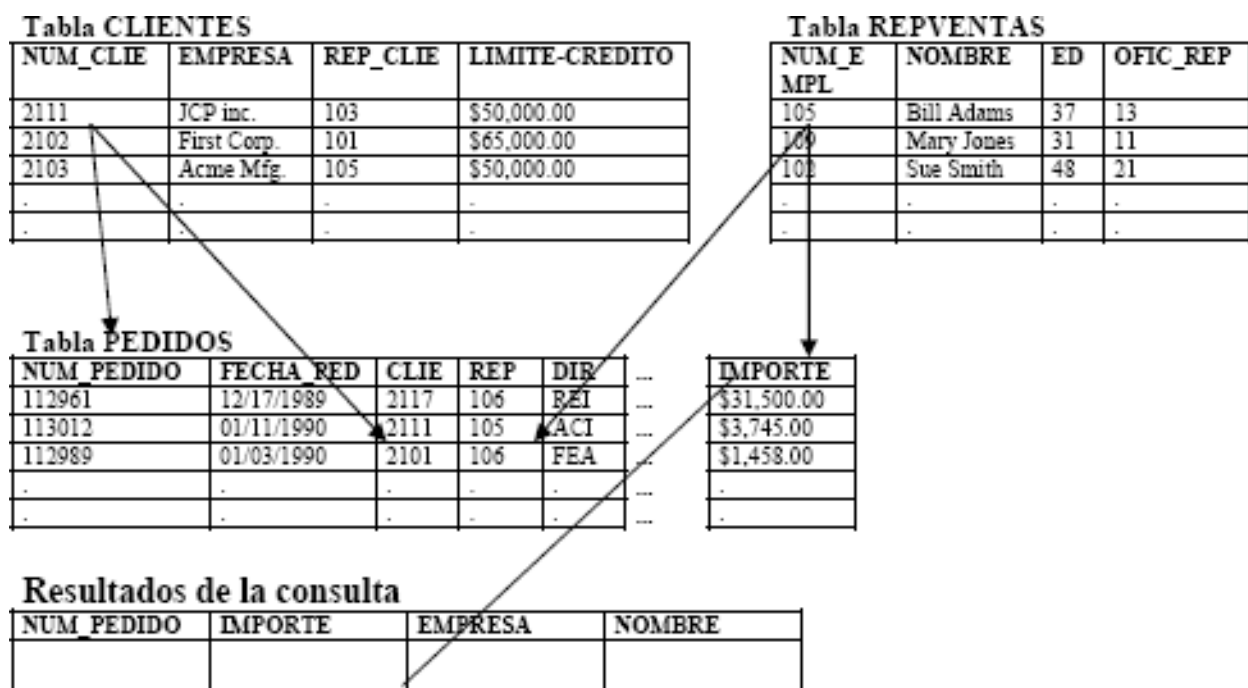 Tabla CLIENTES
NUM_CLIE EMPRESA REP_CLIE LIMITE-CREDITO
2111 JCP inc. 103 $50,000.00
2102 First Corp. 101 $65,000.00
2103 Acme Mfg. 105 $50,000.00
. . . .
. . . .
Tabla REPVENTAS
NUM_E NOMBRE ED OFIC_REP
MPL
105 Bill Adams 37 13
109 Mary Jones 31 11
102 Sue Smith 48 21
. . . .
. . . .
Tabla PEDIDOS
NUM_PEDIDO FECHA_PED CLIE REP DIR ... IMPORTE
112961 12/17/1989 2117 106 REI ... $31,500.00
113012 01/11/1990 2111 105 ACI ... $3,745.00
112989 01/03/1990 2101 106 FEA ... $1,458.00
. . . . . ... .
. . . . . ... .
Resultados de la consulta
NUM_PEDIDO IMPORTE EMPRESA NOMBRE